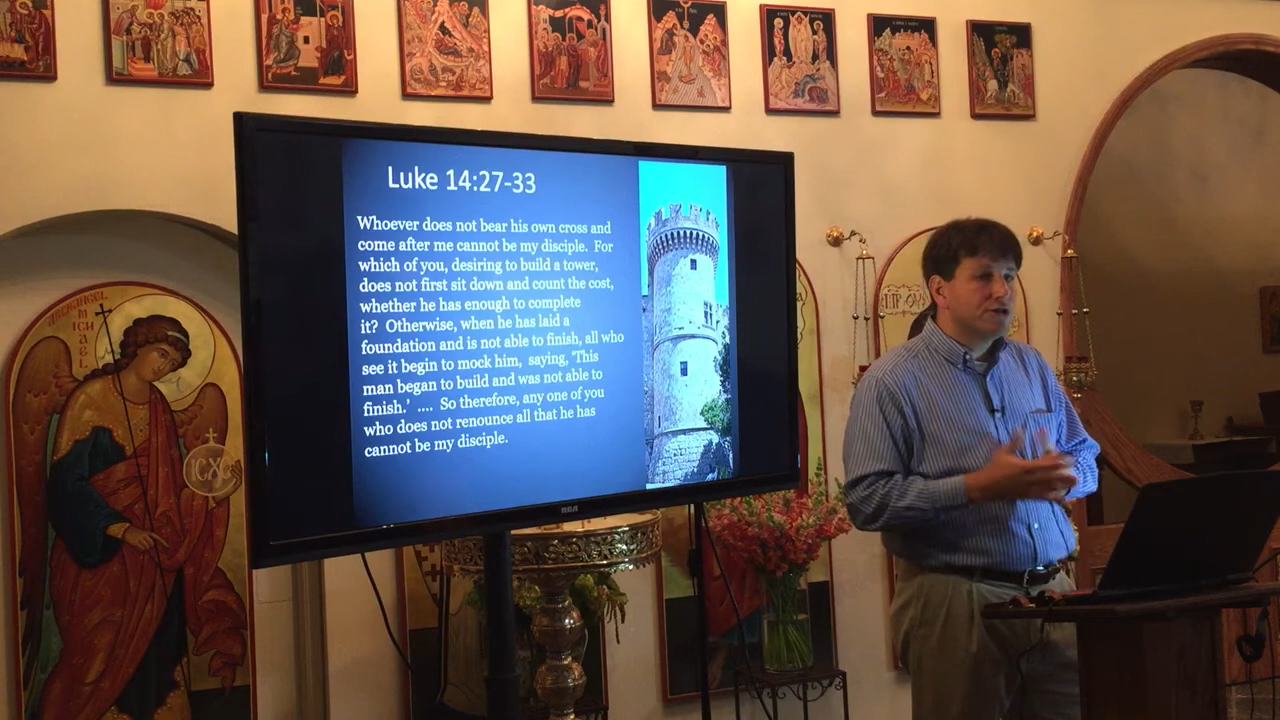 Luke 14:27-33
Whoever does not bear his own cross and
come after me cannot be my disciple. For
which of you, desiring to build a tower,
does not first sit down and count the cost,
whether he has enough to complete
it? Otherwise, when he has laid a
foundation and is not able to finish, all who
see it begin to mock him, saying, 'This
man began to build and was not able to
finish.' .... So therefore, any one of you
who does not renounce all that he has
cannot be my disciple.
RCA
ARCHANGEL
MICHAEL
IC XC